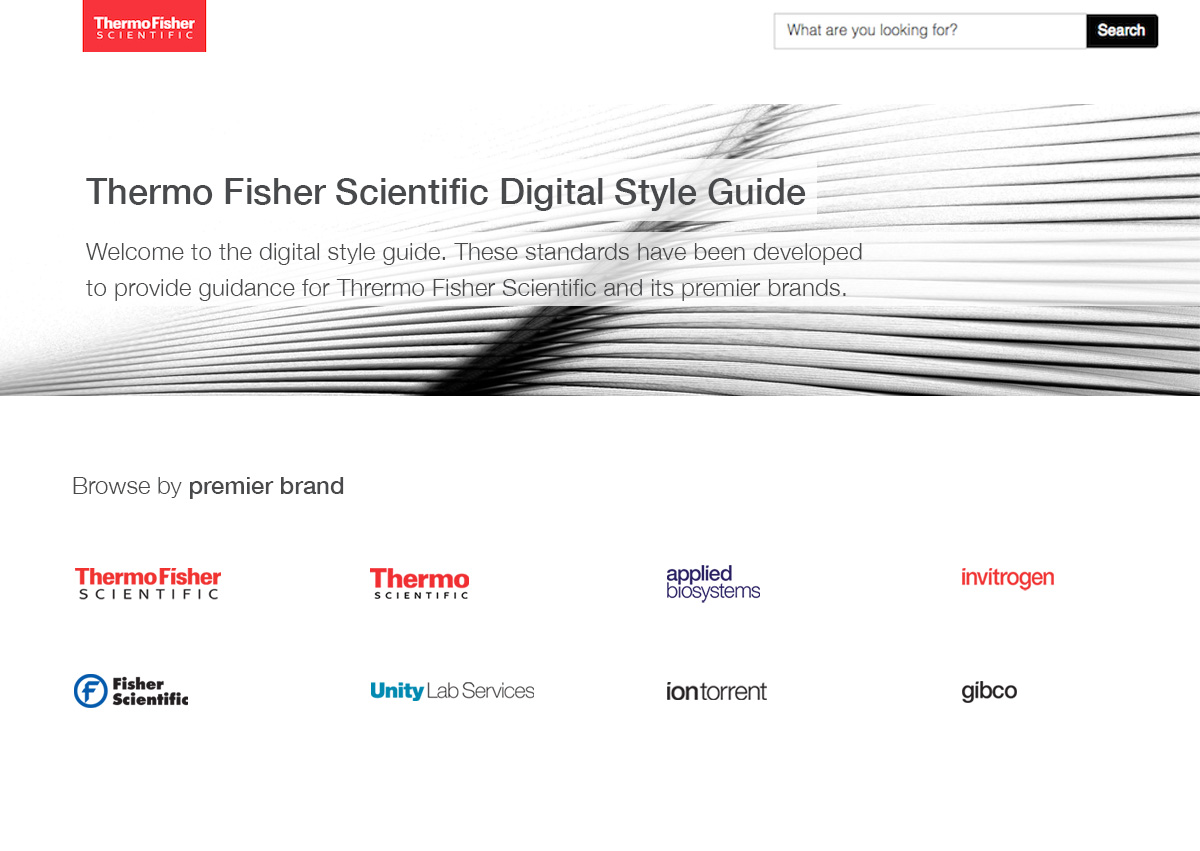 ThermoFisher
SCIENTIFIC
What are you looking for?
Search
Thermo Fisher Scientific Digital Style Guide
Welcome to the digital style guide. These standards have been developed
to provide guidance for Thrermo Fisher Scientific and its premier brands.
Browse by premier brand
ThermoFisher
SCIENTIFIC
Thermo
SCIENTIFIC
applied
biosystems
invitrogen
Fisher
Scientific
Unity Lab Services
iontorrent
gibco